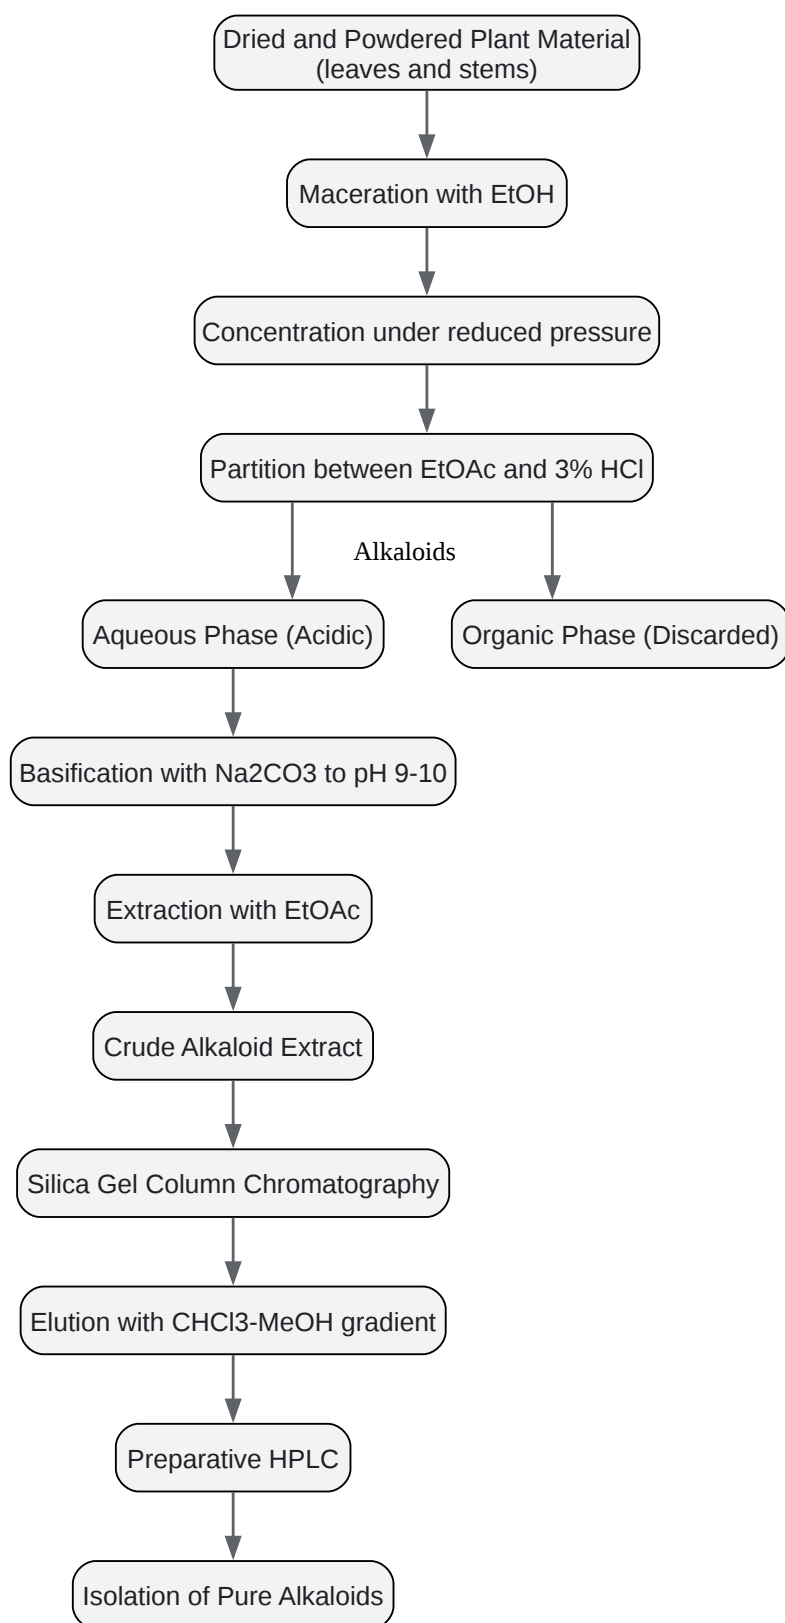 Dried and Powdered Plant Material
(leaves and stems)
Maceration with EtOH
Concentration under reduced pressure
Partition between EtOAc and 3% HCl
Alkaloids
Aqueous Phase (Acidic)
Organic Phase (Discarded)
Basification with Na2CO3 to pH 9-10
Extraction with EtOAc
Crude Alkaloid Extract
Silica Gel Column Chromatography
Elution with CHCl3-MeOH gradient
Preparative HPLC
Isolation of Pure Alkaloids